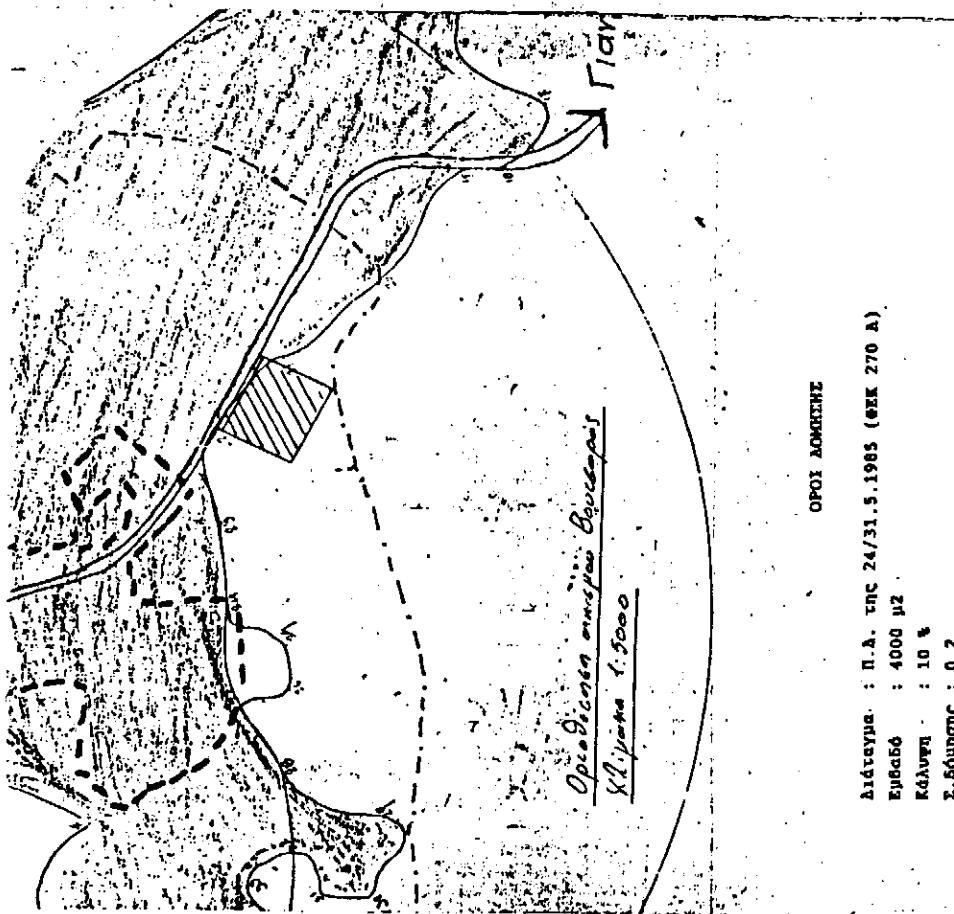 Γιαν
Οριοθέτηση οικισμού Βουτσαράς
Κλίμακα 1:5000
ΟΡΟΙ ΔΟΜΗΣΗΣ
Διάταγμα : Π.Δ. της 24/31.5.1985 (ΦΕΚ 270 Δ)
Εμβαδό : 4000 μ2
Κάλυψη : 10 %
Σ.δόμησης : 0,2